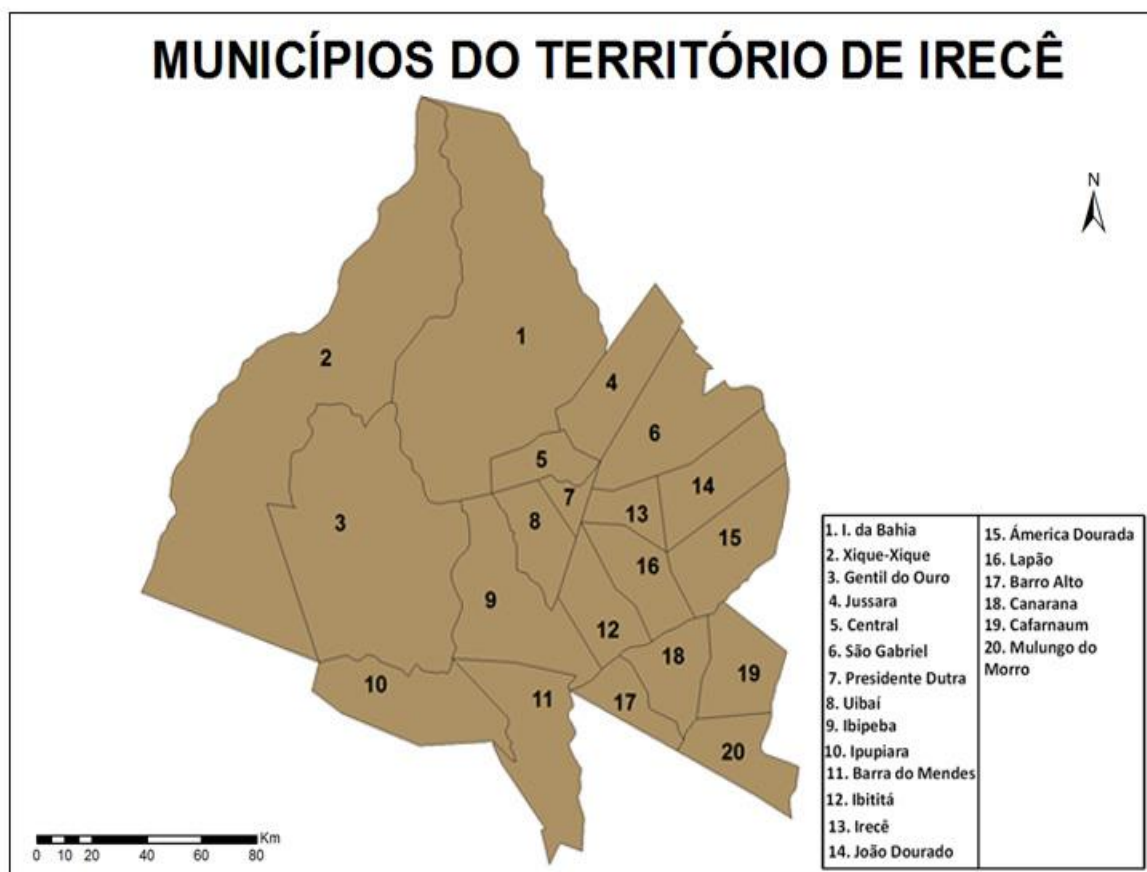 MUNICÍPIOS DO TERRITÓRIO DE IRECÊ
N
1
2
4
6
5
14
7
13
3
8
15
16
9
12
18
19
10
11
17
20
1. I. da Bahia
2. Xique-Xique
3. Gentil do Ouro
4. Jussara
5. Central
6. São Gabriel
7. Presidente Dutra
8. Uibaí
9. Ibipeba
10. Ipupiara
11. Barra do Mendes
12. Ibititá
13. Irecê
14. João Dourado
15. Ámerica Dourada
16. Lapão
17. Barro Alto
18. Canarana
19. Cafarnaum
20. Mulungo do
Morro
Km
0 10 20 40 60 80